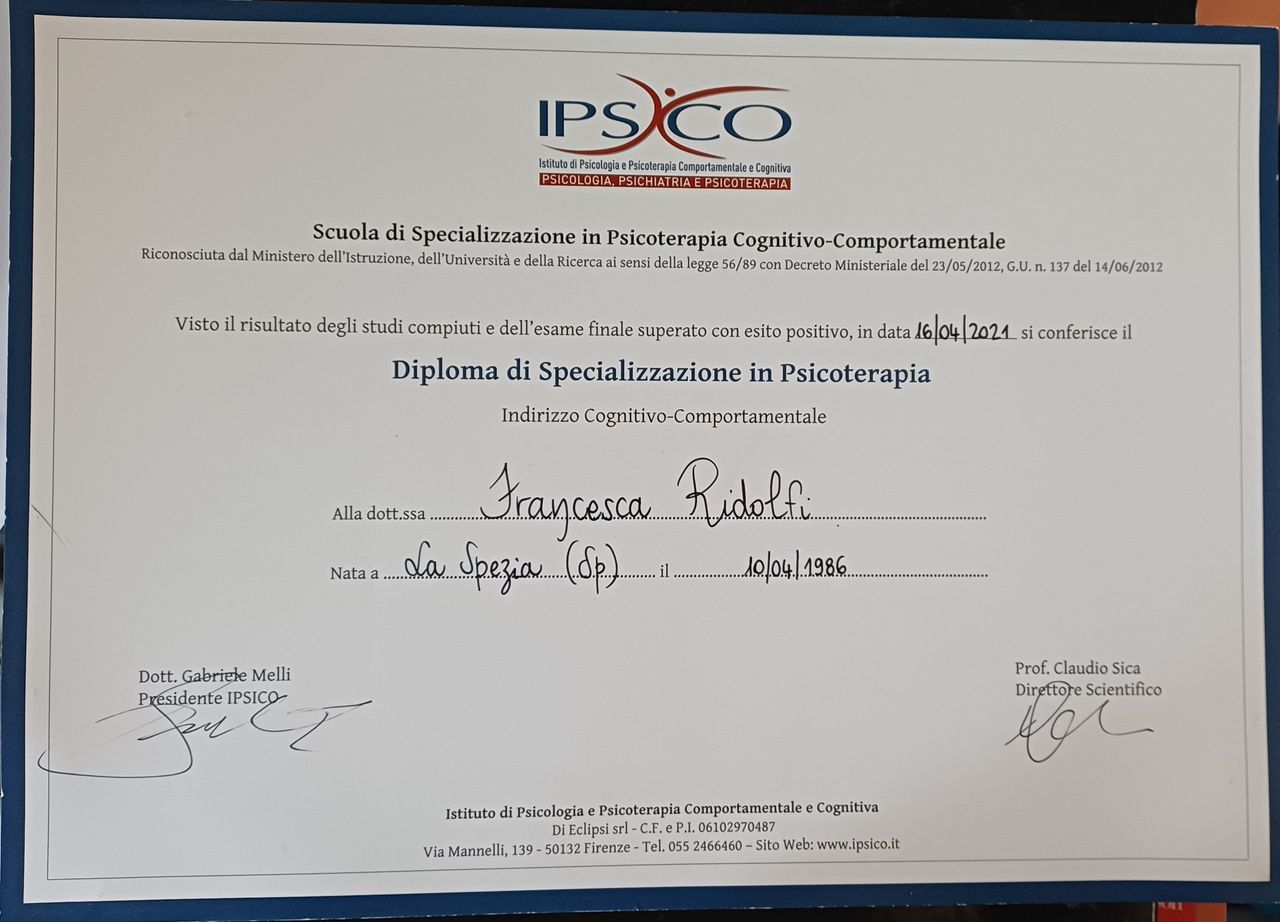 IPSICO
Istituto di Psicologia e Psicoterapia Comportamentale e Cognitiva
PSICOLOGIA, PSICHIATRIA E PSICOTERAPIA
Scuola di Specializzazione in Psicoterapia Cognitivo-Comportamentale
Riconosciuta dal Ministero dell'Istruzione, dell'Università e della Ricerca ai sensi della legge 56/89 con Decreto Ministeriale del 23/05/2012, G.U. n. 137 del 14/06/2012
Visto il risultato degli studi compiuti e dell'esame finale superato con esito positivo, in data 16/04/2021 si conferisce il
Diploma di Specializzazione in Psicoterapia
Indirizzo Cognitivo-Comportamentale
Alla dott.ssa Francesca Ridolfi
Nata a La Spezia (Sp) il 10/04/1986
Dott. Gabriele Melli
Presidente IPSICO
Prof. Claudio Sica
Direttore Scientifico
Istituto di Psicologia e Psicoterapia Comportamentale e Cognitiva
Di Eclipsi srl - C.F. e P.I. 06102970487
Via Mannelli, 139 - 50132 Firenze - Tel. 055 2466460 – Sito Web: www.ipsico.it